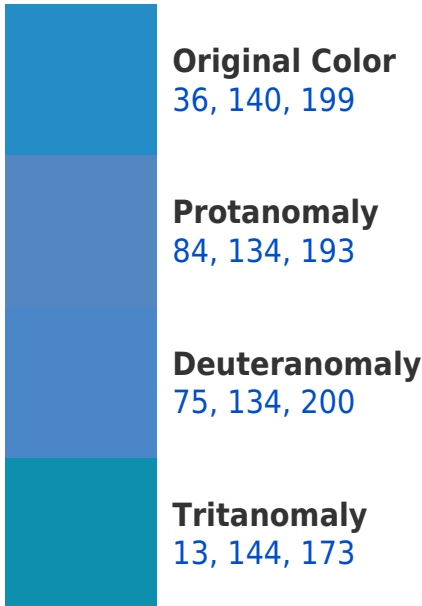 Original Color
36, 140, 199
Protanomaly
84, 134, 193
Deuteranomaly
75, 134, 200
Tritanomaly
13, 144, 173